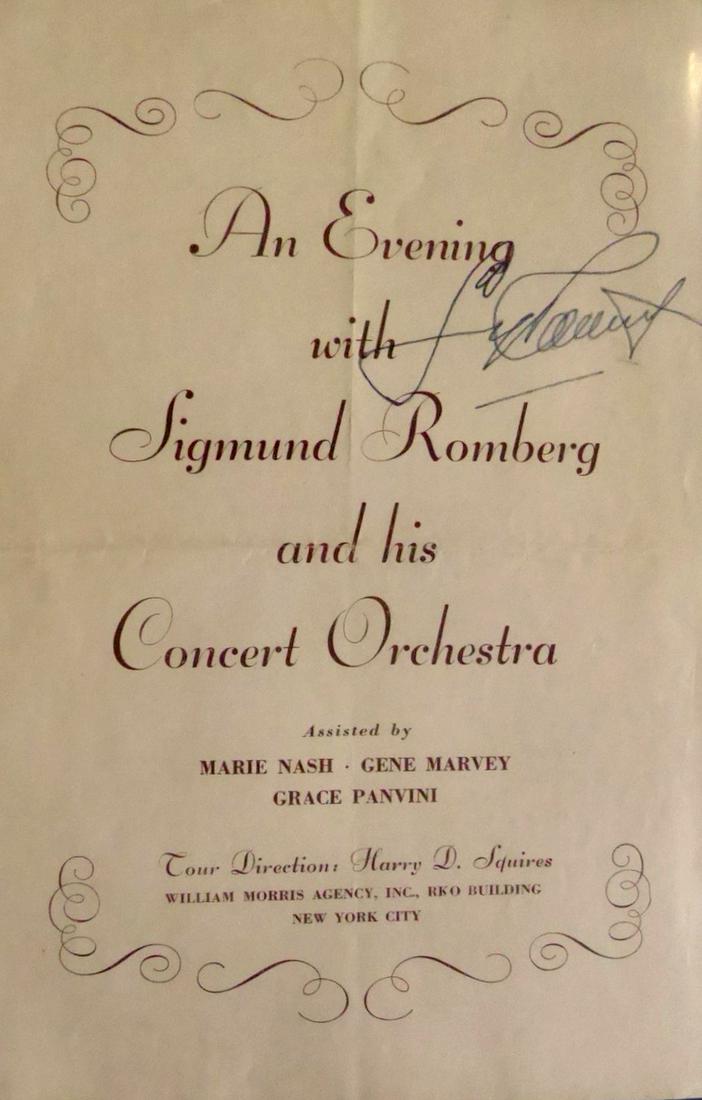 An Evening
with
Sigmund Romberg
and his
Concert Orchestra
Assisted by
MARIE NASH · GENE MARVEY
GRACE PANVINI
Tour Direction: Harry D. Squires
WILLIAM MORRIS AGENCY, INC., RKO BUILDING
NEW YORK CITY